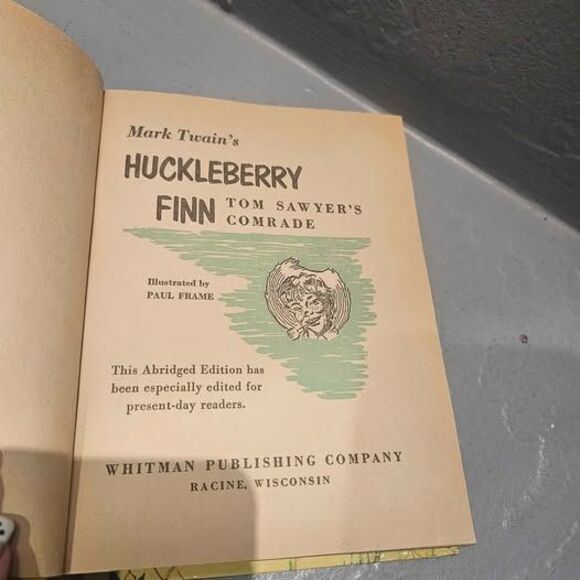 Mark Twain's
HUCKLEBERRY
FINN TOM SAWYER'S
COMRADE
Illustrated by
PAUL FRAME
This Abridged Edition has
been especially edited for
present-day readers.
WHITMAN PUBLISHING COMPANY
RACINE, WISCONSIN